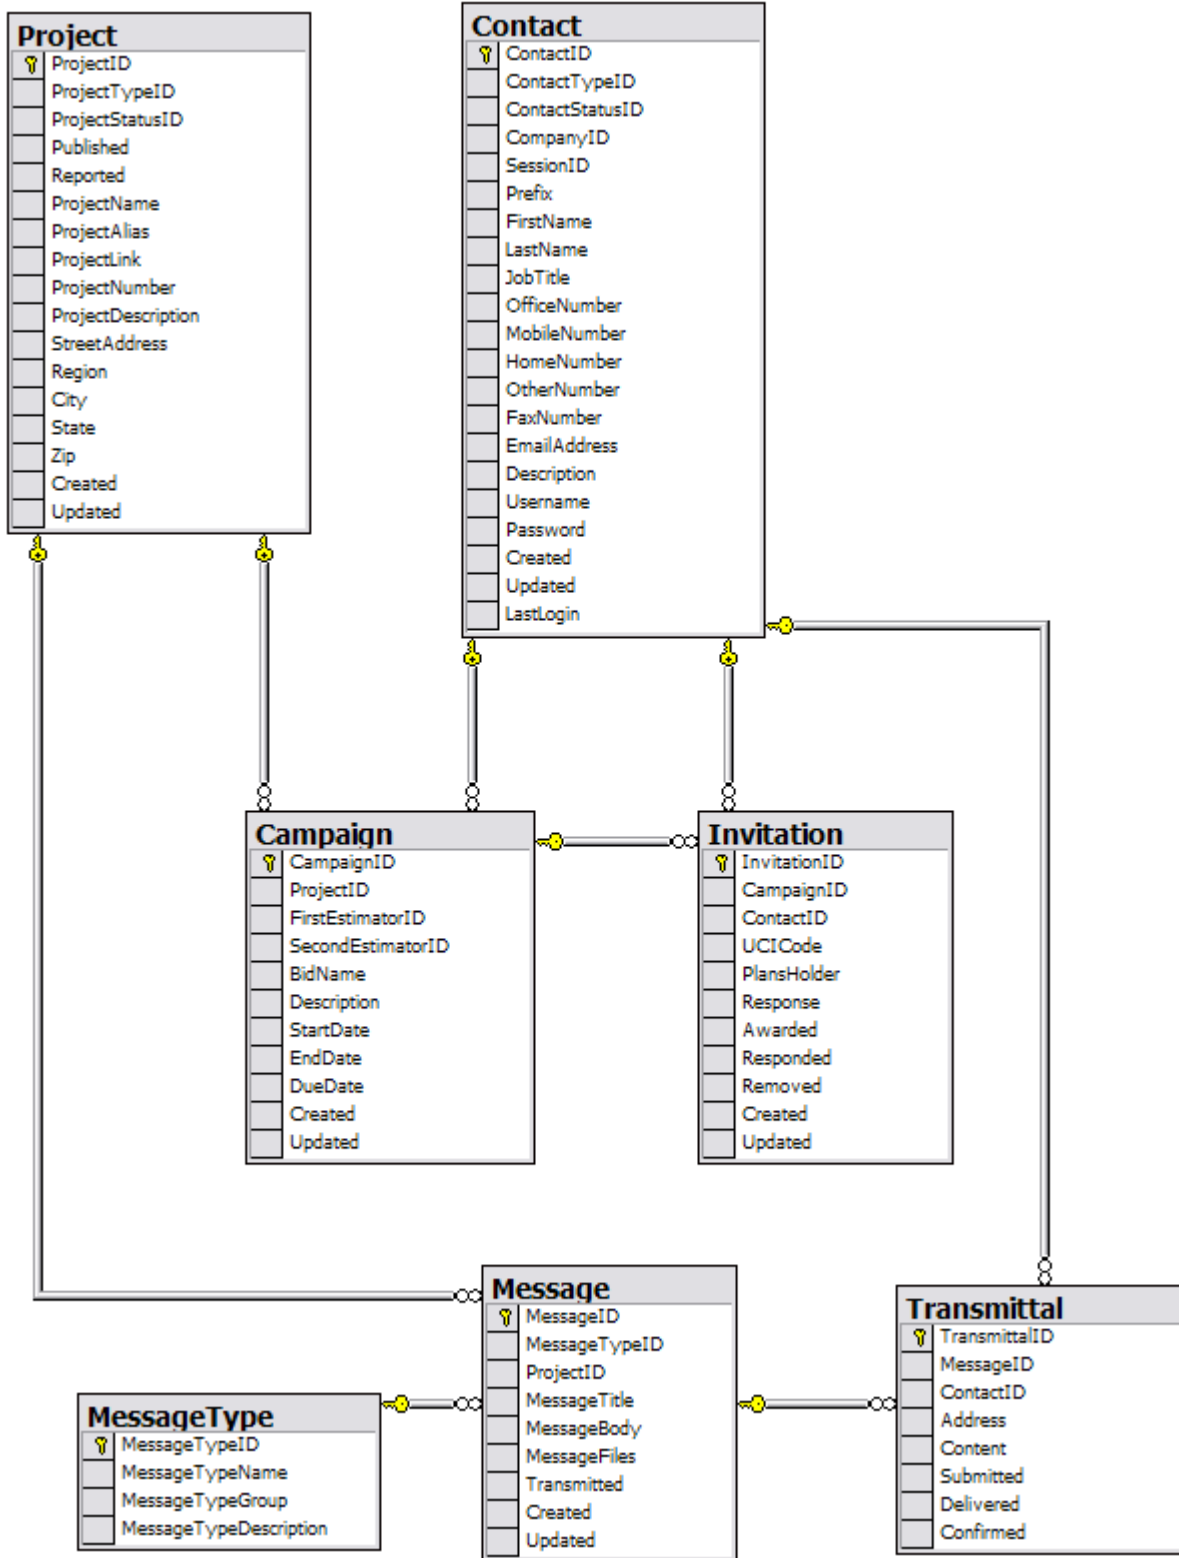 Project
ProjectID
ProjectTypeID
ProjectStatusID
Published
Reported
ProjectName
ProjectAlias
ProjectLink
ProjectNumber
ProjectDescription
StreetAddress
Region
City
State
Zip
Created
Updated
Contact
ContactID
ContactTypeID
ContactStatusID
CompanyID
SessionID
Prefix
FirstName
LastName
JobTitle
OfficeNumber
MobileNumber
HomeNumber
OtherNumber
FaxNumber
EmailAddress
Description
Username
Password
Created
Updated
LastLogin
Campaign
CampaignID
ProjectID
FirstEstimatorID
SecondEstimatorID
BidName
Description
StartDate
EndDate
DueDate
Created
Updated
Invitation
InvitationID
CampaignID
ContactID
UCICode
PlansHolder
Response
Awarded
Responded
Removed
Created
Updated
Message
MessageID
MessageTypeID
ProjectID
MessageTitle
MessageBody
MessageFiles
Transmitted
Created
Updated
Transmittal
TransmittalID
MessageID
ContactID
Address
Content
Submitted
Delivered
Confirmed
MessageType
MessageTypeID
MessageTypeName
MessageTypeGroup
MessageTypeDescription